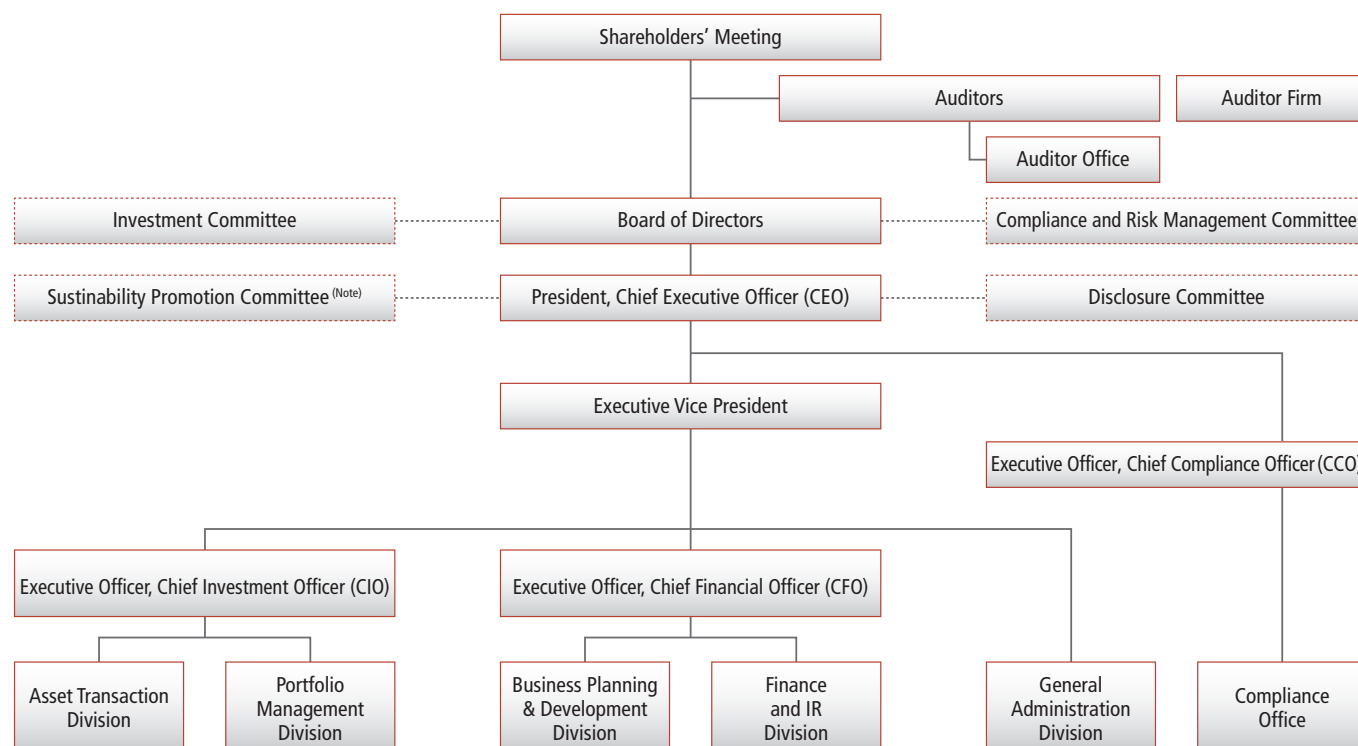 Shareholders’ Meeting
Auditors
Auditor Firm
Auditor Office
Investment Committee
Board of Directors
Compliance and Risk Management Committee
Sustinability Promotion Committee (Note)
President, Chief Executive Officer (CEO)
Disclosure Committee
Executive Vice President
Executive Officer, Chief Compliance Officer (CCO)
Executive Officer, Chief Investment Officer (CIO)
Executive Officer, Chief Financial Officer (CFO)
Asset Transaction
Division
Portfolio
Management
Division
Business Planning
& Development
Division
Finance
and IR
Division
General
Administration
Division
Compliance
Office